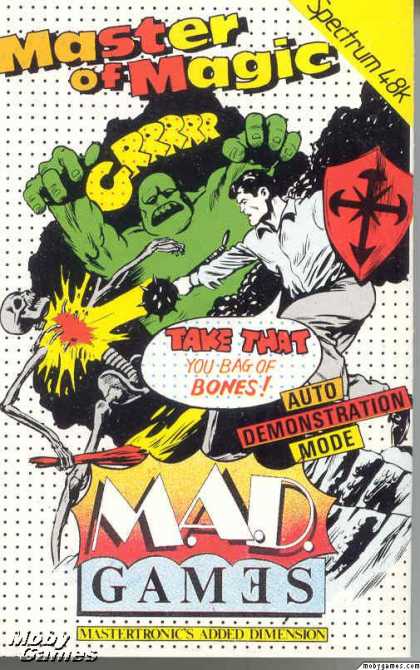 Master
of Magic
Spectrum 48K
GRRRRR
TAKE THAT
YOU BAG OF
BONES!
AUTO
DEMONSTRATION
MODE
M.A.D.
GAMES
MASTERTRONIC'S ADDED DIMENSION
Moby
Games
mobygames.com